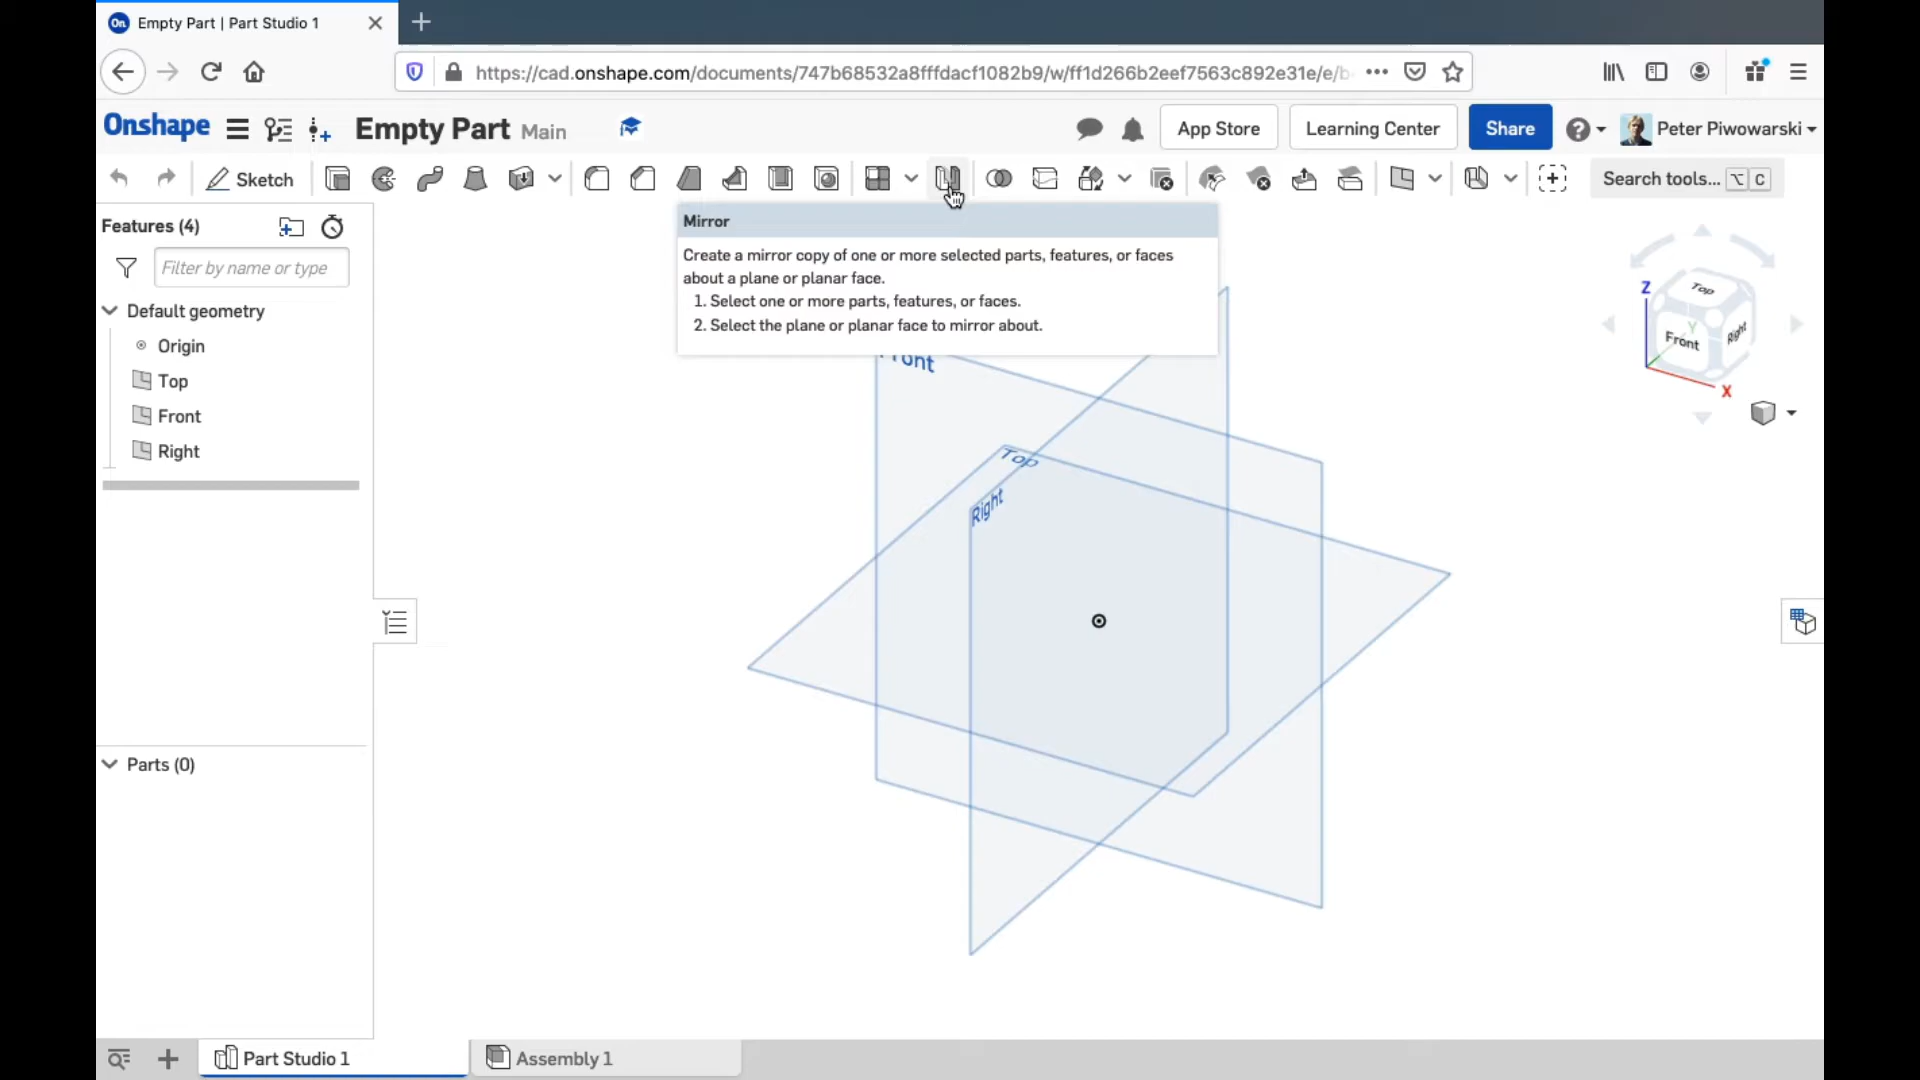 Empty Part | Part Studio 1
https://cad.onshape.com/documents/747b68532a8fffdacf1082b9/w/ff1d266b2eef7563c892e31e/e/b
Onshape
Empty Part Main
App Store
Learning Center
Share
Peter Piwowarski
Sketch
Search tools... ⌥ C
Features (4)
Mirror
Create a mirror copy of one or more selected parts, features, or faces
about a plane or planar face.
1. Select one or more parts, features, or faces.
2. Select the plane or planar face to mirror about.
Filter by name or type
Default geometry
Origin
Top
Front
Right
Front
Top
Right
Z
Top
Y
Front
Right
X
Parts (0)
Part Studio 1
Assembly 1